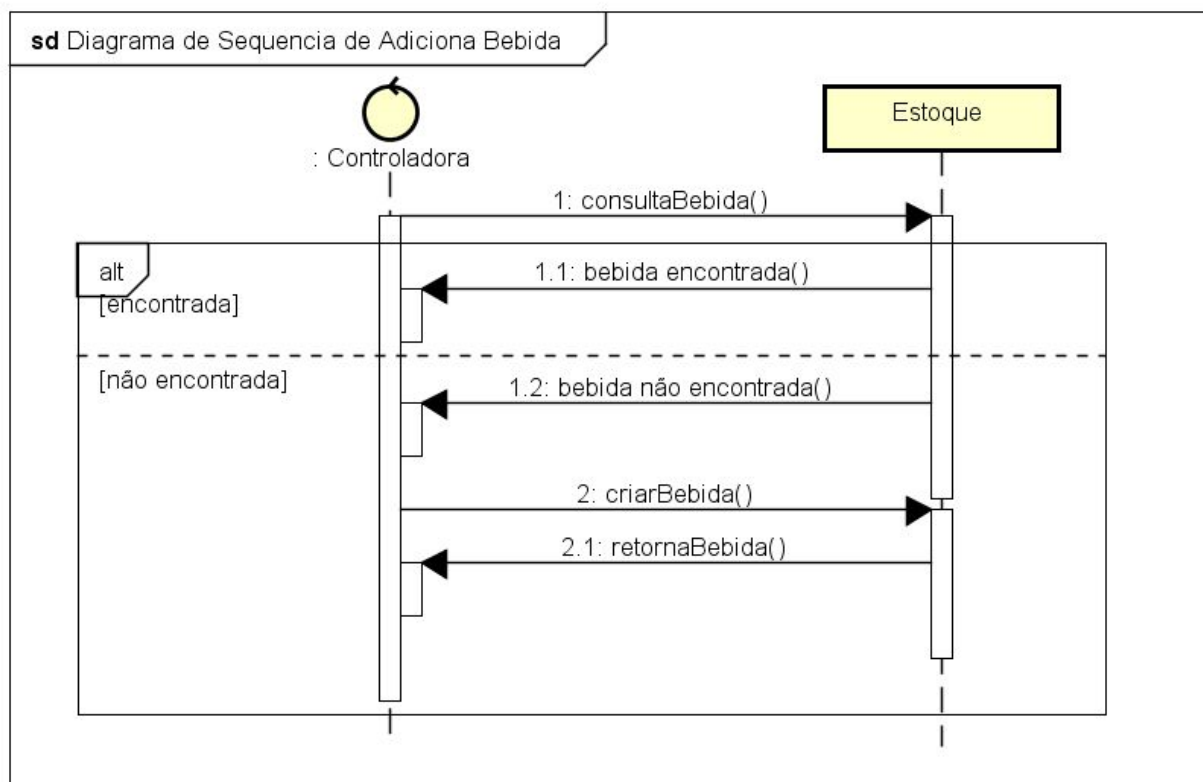 sd Diagrama de Sequencia de Adiciona Bebida
: Controladora
Estoque
1: consultaBebida()
alt
[encontrada]
1.1: bebida encontrada()
[não encontrada]
1.2: bebida não encontrada()
2: criarBebida()
2.1: retornaBebida()